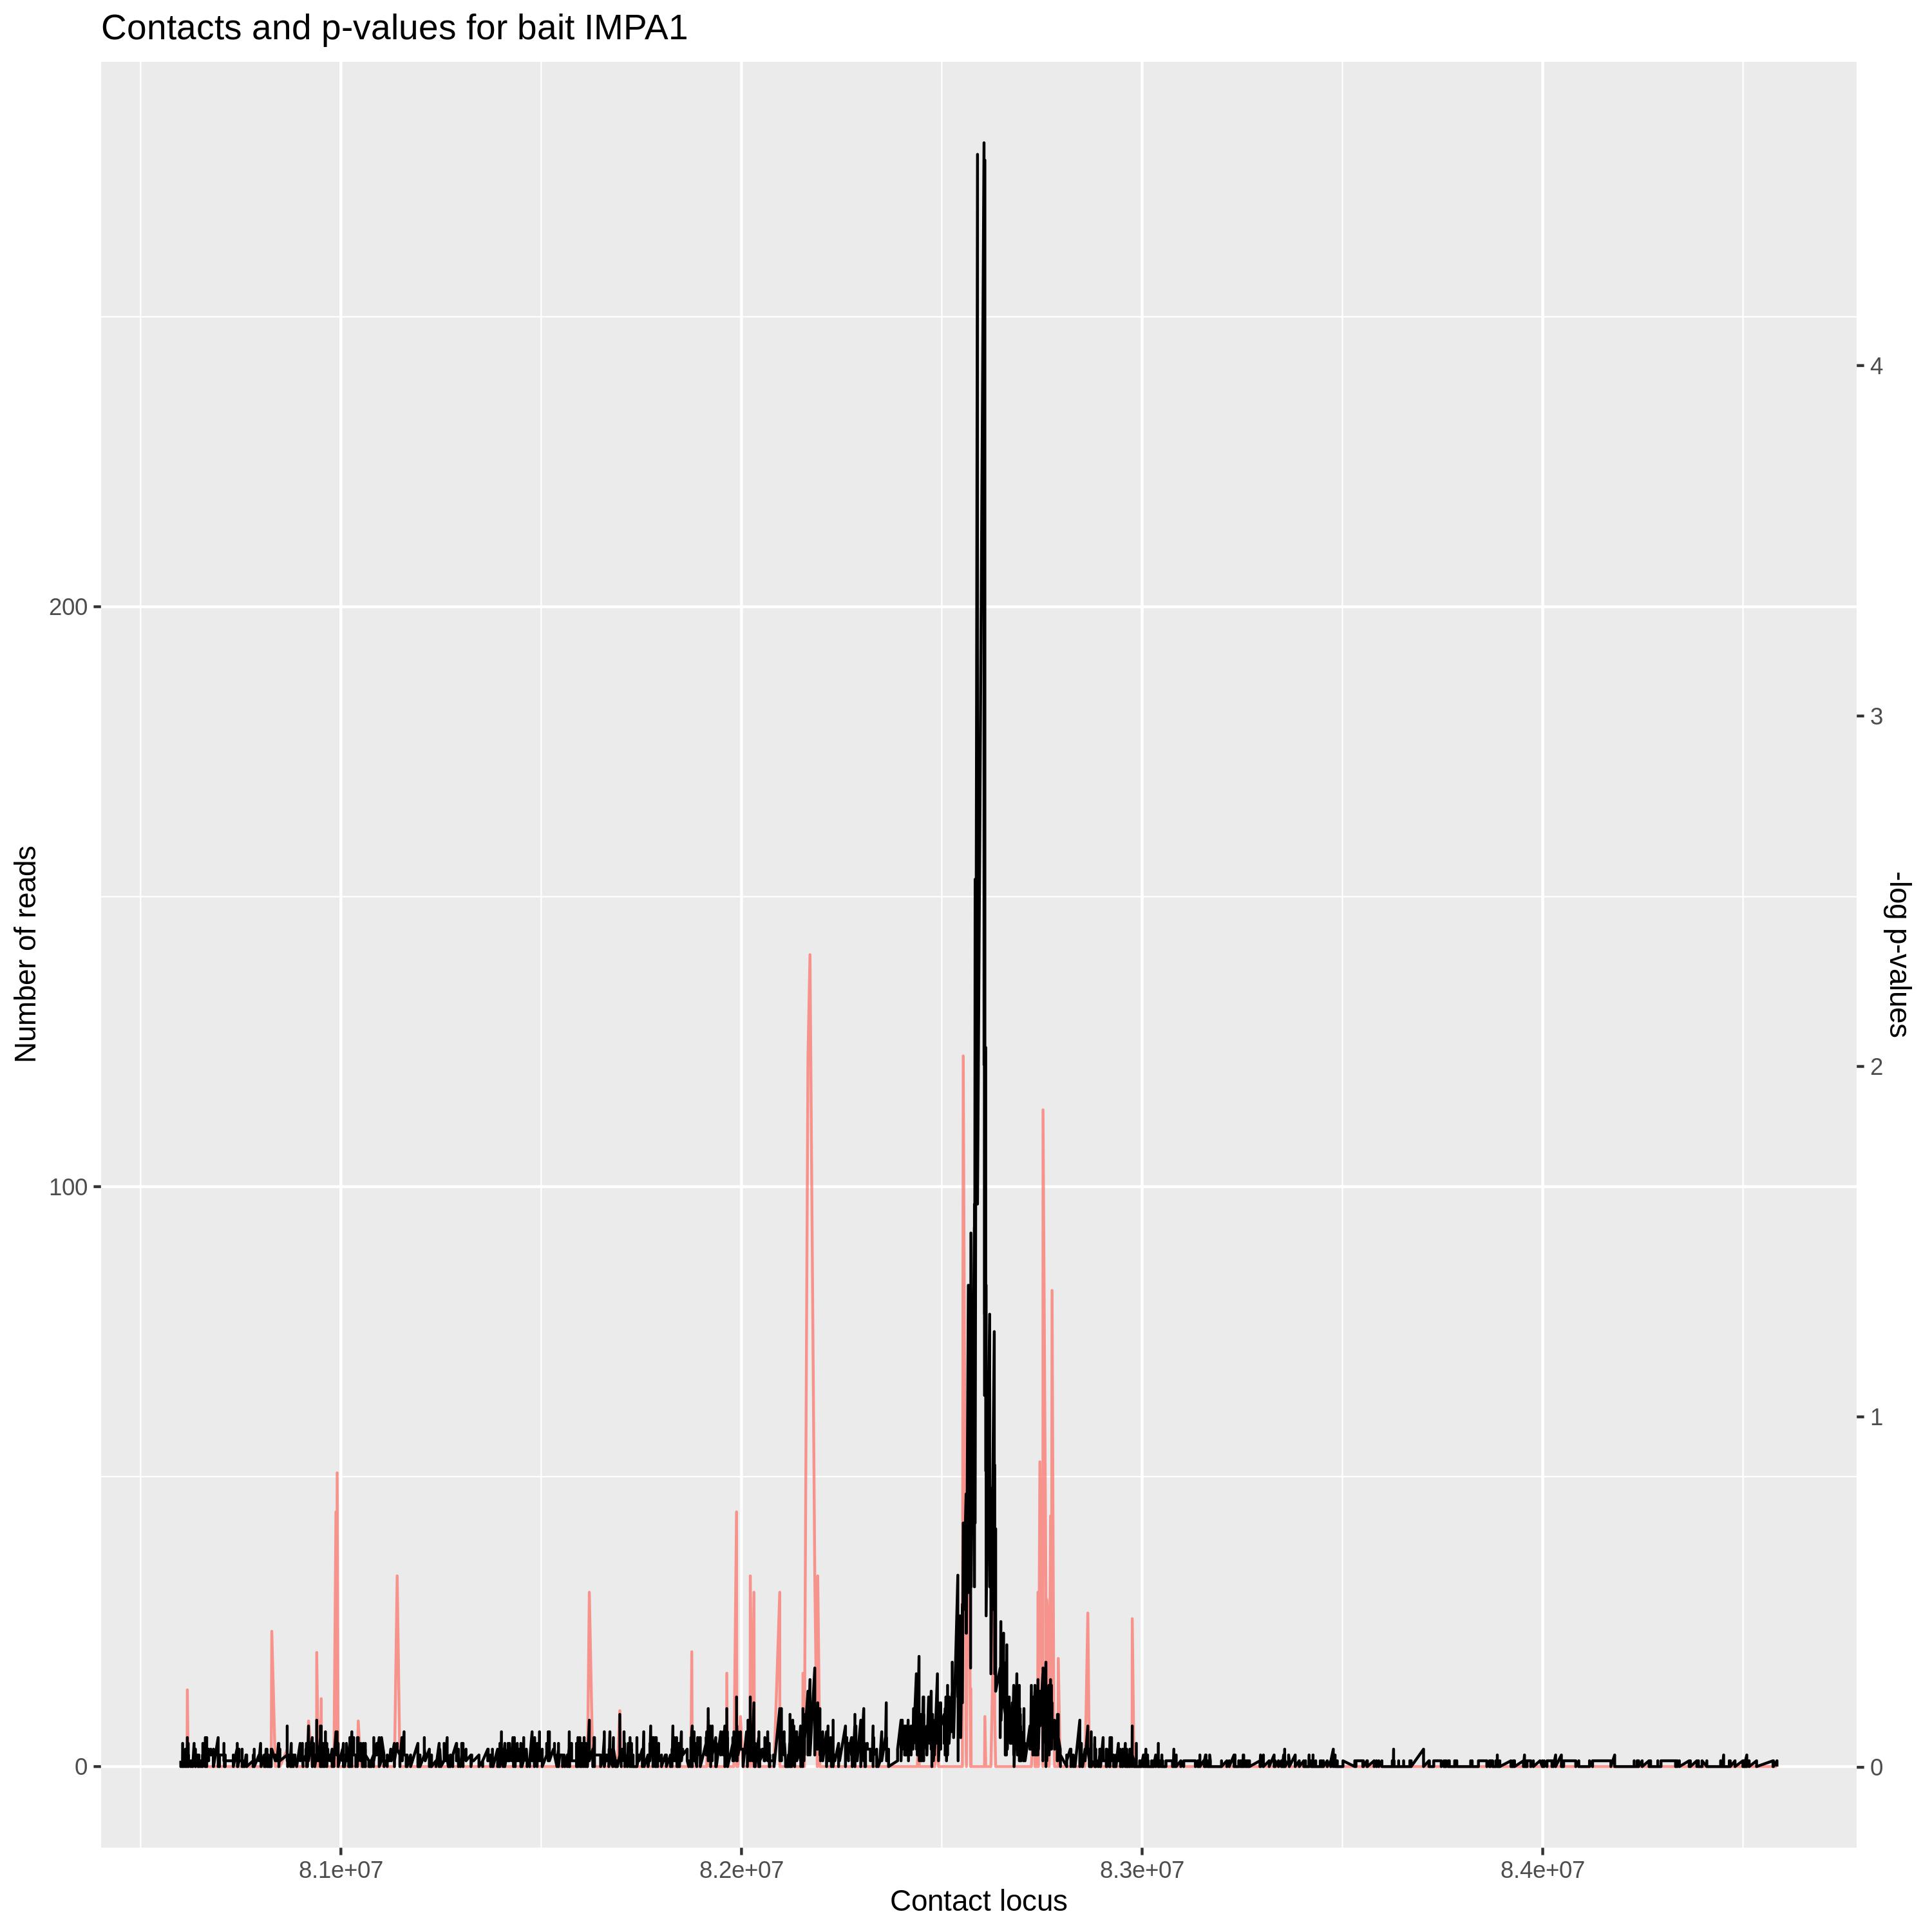 Contacts and p-values for bait IMPA1
Number of reads
200
100
0
4
3
2
1
0
-log p-values
8.1e+07
8.2e+07
8.3e+07
8.4e+07
Contact locus